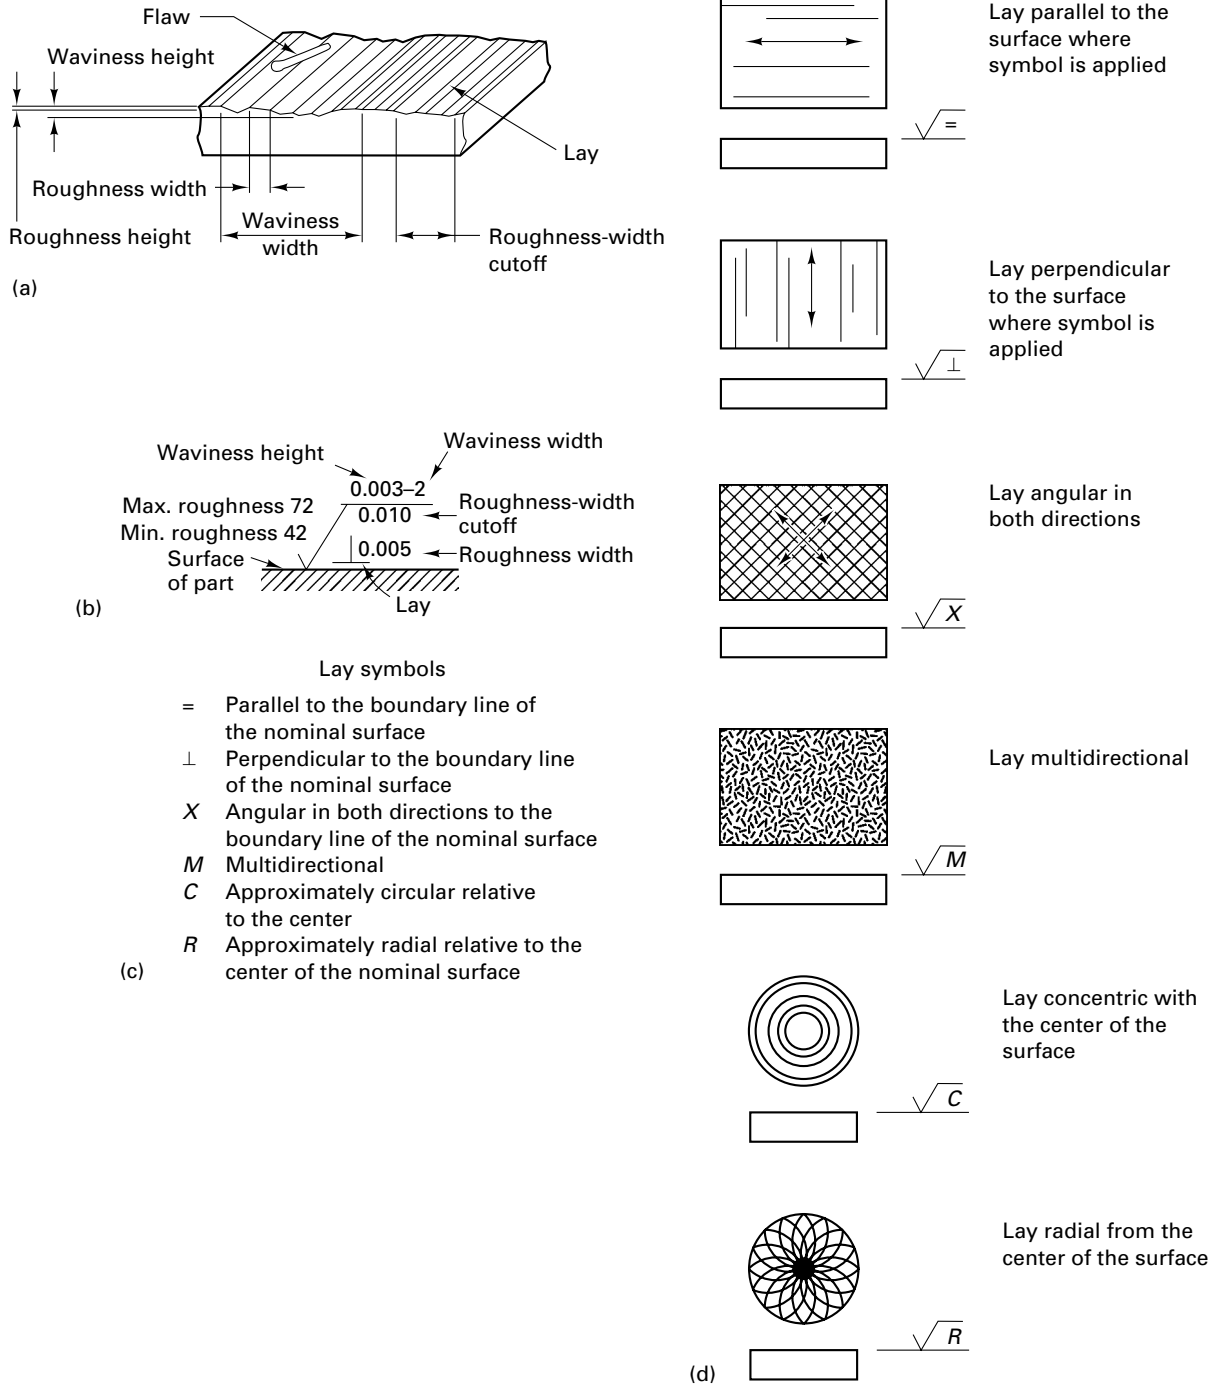 Flaw
Waviness height
Lay
Roughness width
Waviness
width
Roughness height
Roughness-width
cutoff
(a)
Waviness height
Waviness width
0.003–2
Max. roughness 72
Min. roughness 42
0.010
Roughness-width
cutoff
0.005
Roughness width
Surface
of part
Lay
(b)
Lay symbols
= Parallel to the boundary line of
the nominal surface
⊥ Perpendicular to the boundary line
of the nominal surface
X Angular in both directions to the
boundary line of the nominal surface
M Multidirectional
C Approximately circular relative
to the center
R Approximately radial relative to the
center of the nominal surface
(c)
Lay parallel to the
surface where
symbol is applied
=
Lay perpendicular
to the surface
where symbol is
applied
⊥
Lay angular in
both directions
X
Lay multidirectional
M
Lay concentric with
the center of the
surface
C
Lay radial from the
center of the surface
R
(d)